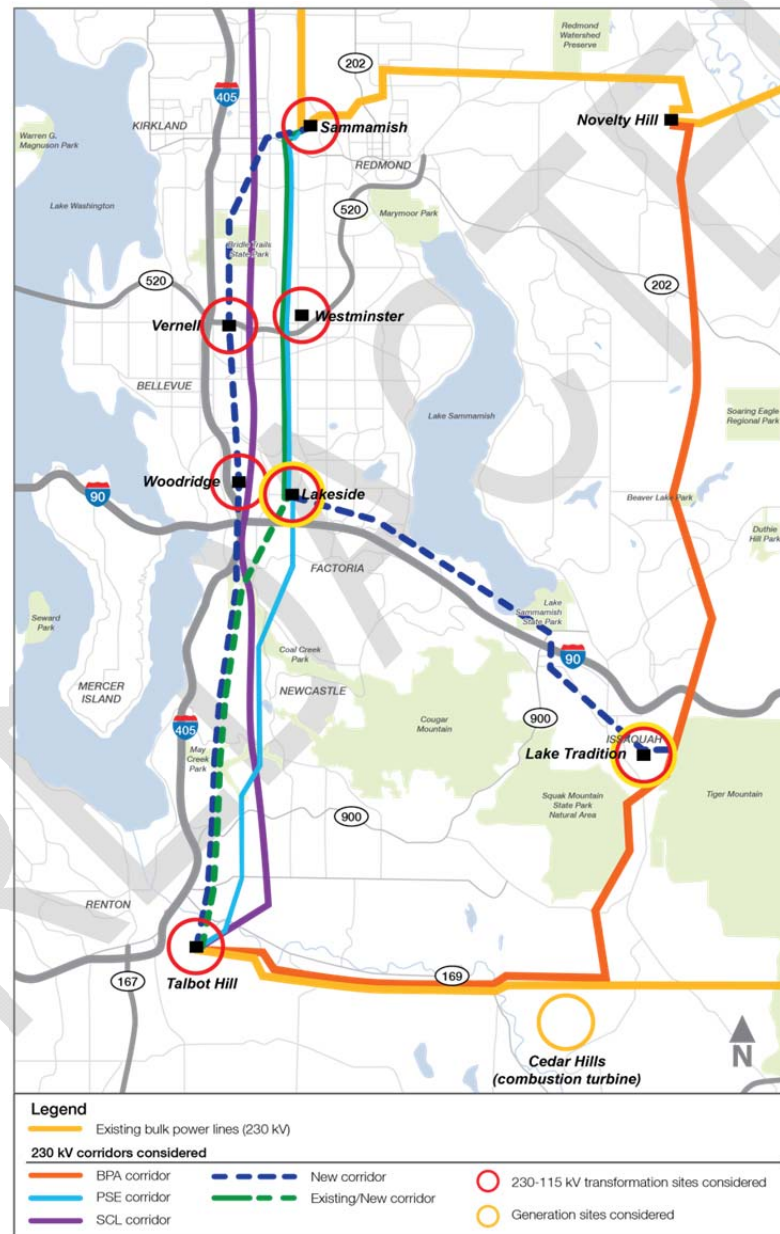 Redmond
Watershed
Preserve
202
405
KIRKLAND
Sammamish
Novelty Hill
Warren G.
Magnuson Park
REDMOND
Lake Washington
520
Marymoor Park
Bridle Trails
State Park
520
202
Vernell
Westminster
BELLEVUE
Lake Sammamish
Soaring Eagle
Regional Park
Woodridge
Lakeside
90
Beaver Lake Park
Duthie
Hill Park
FACTORIA
Lake
Sammamish
State Park
Seward
Park
Coal Creek
Park
90
MERCER
ISLAND
NEWCASTLE
Cougar
Mountain
900
405
May
Creek
Park
ISSAQUAH
Lake Tradition
Squak Mountain
State Park
Natural Area
Tiger Mountain
900
RENTON
169
167
Talbot Hill
Cedar Hills
(combustion turbine)
N
Legend
Existing bulk power lines (230 kV)
230 kV corridors considered
BPA corridor
New corridor
230-115 kV transformation sites considered
PSE corridor
Existing/New corridor
SCL corridor
Generation sites considered